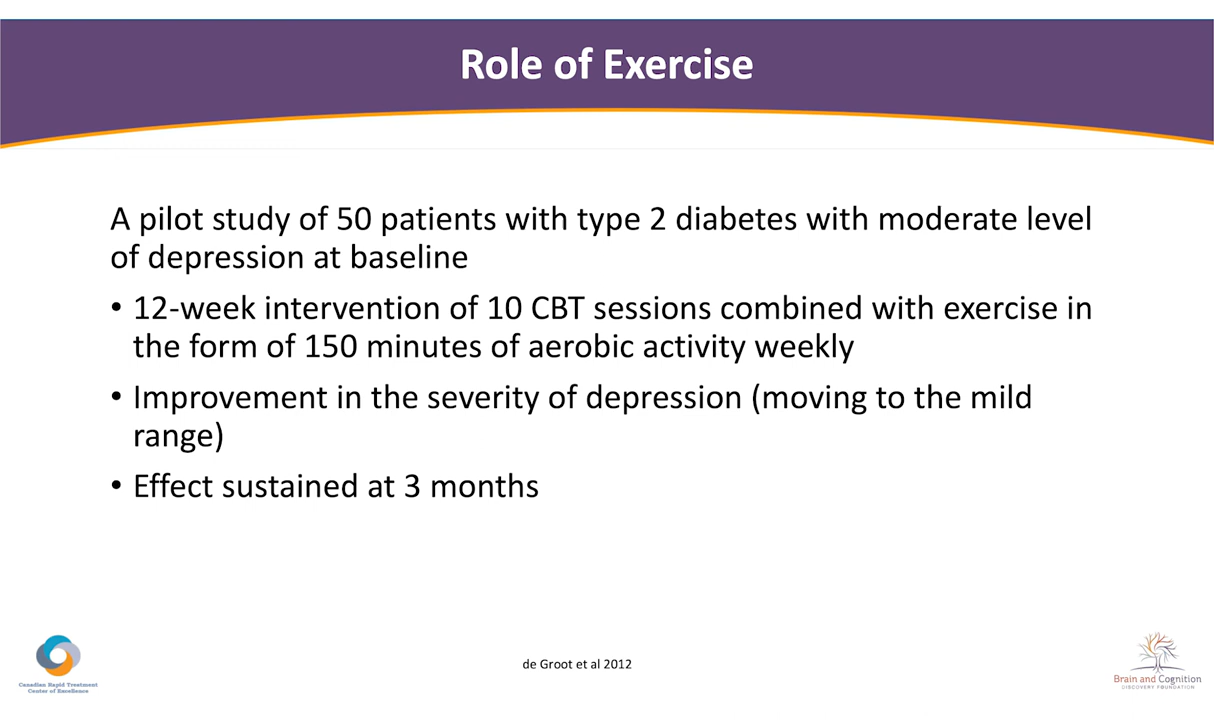 Role of Exercise
A pilot study of 50 patients with type 2 diabetes with moderate level
of depression at baseline
• 12-week intervention of 10 CBT sessions combined with exercise in
the form of 150 minutes of aerobic activity weekly
• Improvement in the severity of depression (moving to the mild
range)
• Effect sustained at 3 months
Canadian Rapid Treatment
Center of Excellence
de Groot et al 2012
Brain and Cognition
DISCOVERY FOUNDATION